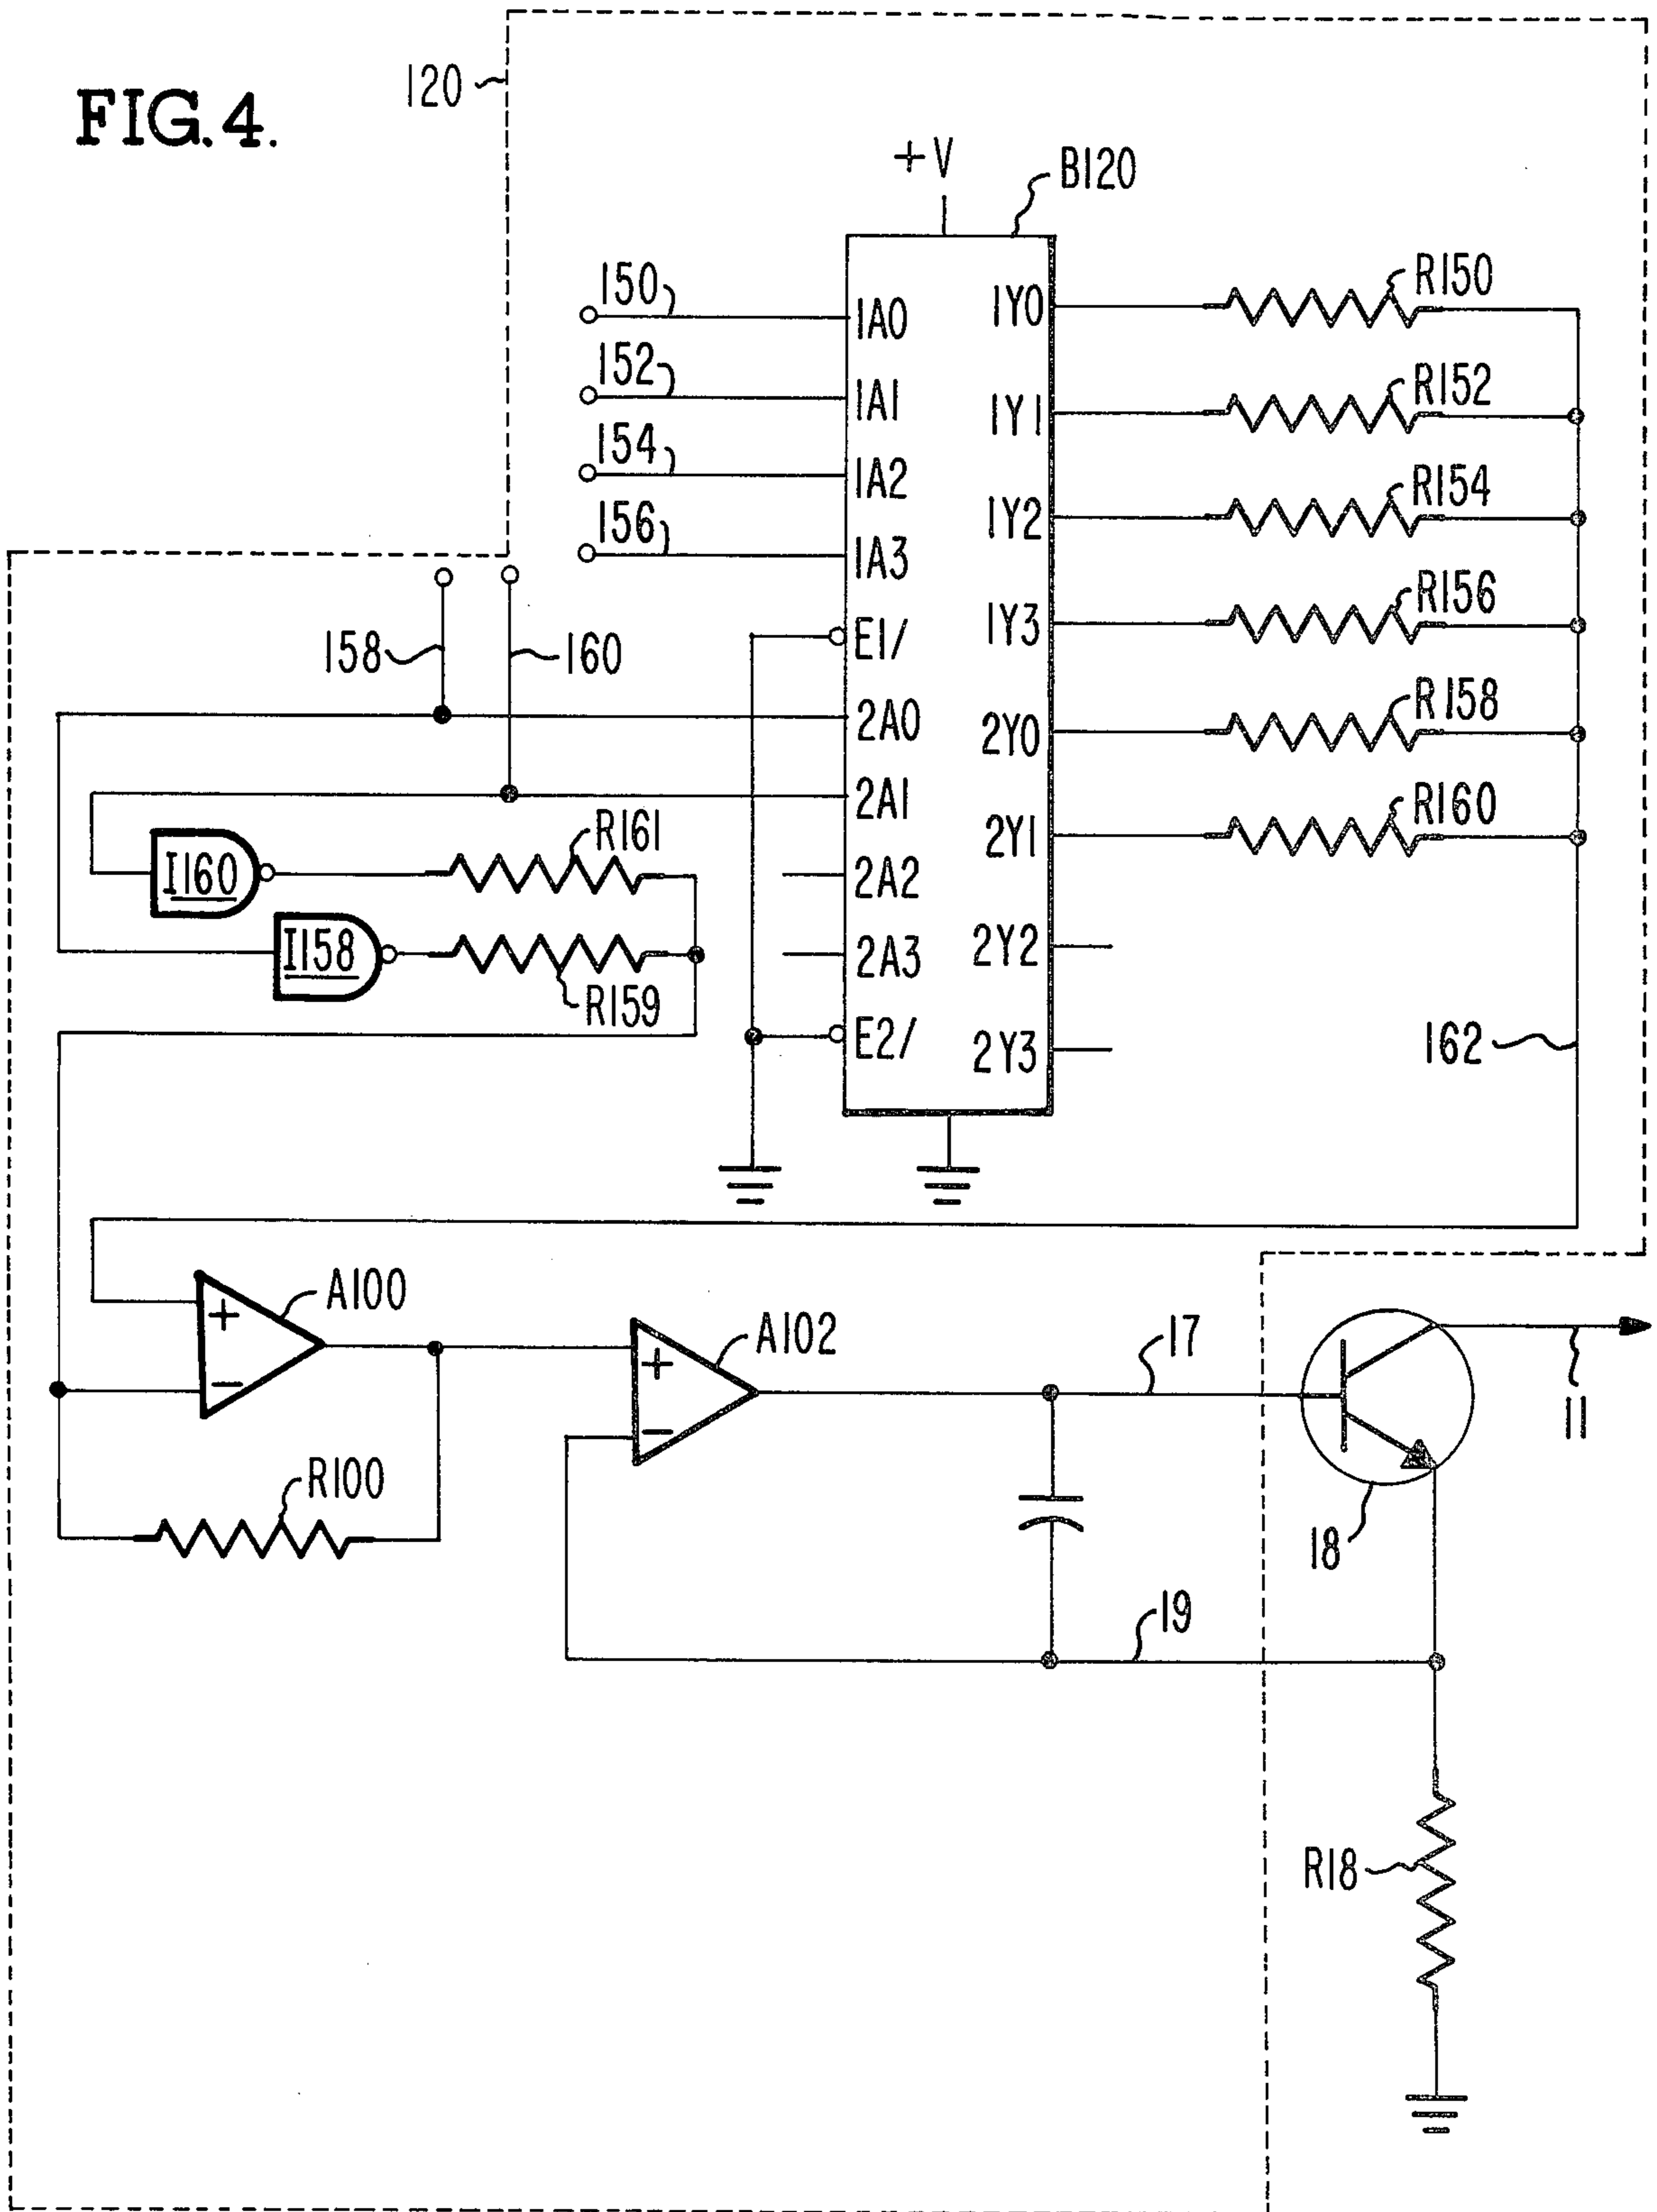 FIG. 4.
120
+V
B120
150
1A0
1Y0
R150
152
1A1
1Y1
R152
154
1A2
1Y2
R154
156
1A3
1Y3
R156
158
160
E1/
2A0
2Y0
R158
2A1
2Y1
R160
I160
R161
2A2
I158
R159
2A3
2Y2
E2/
2Y3
162
+
−
A100
R100
+
−
A102
17
11
18
19
R18